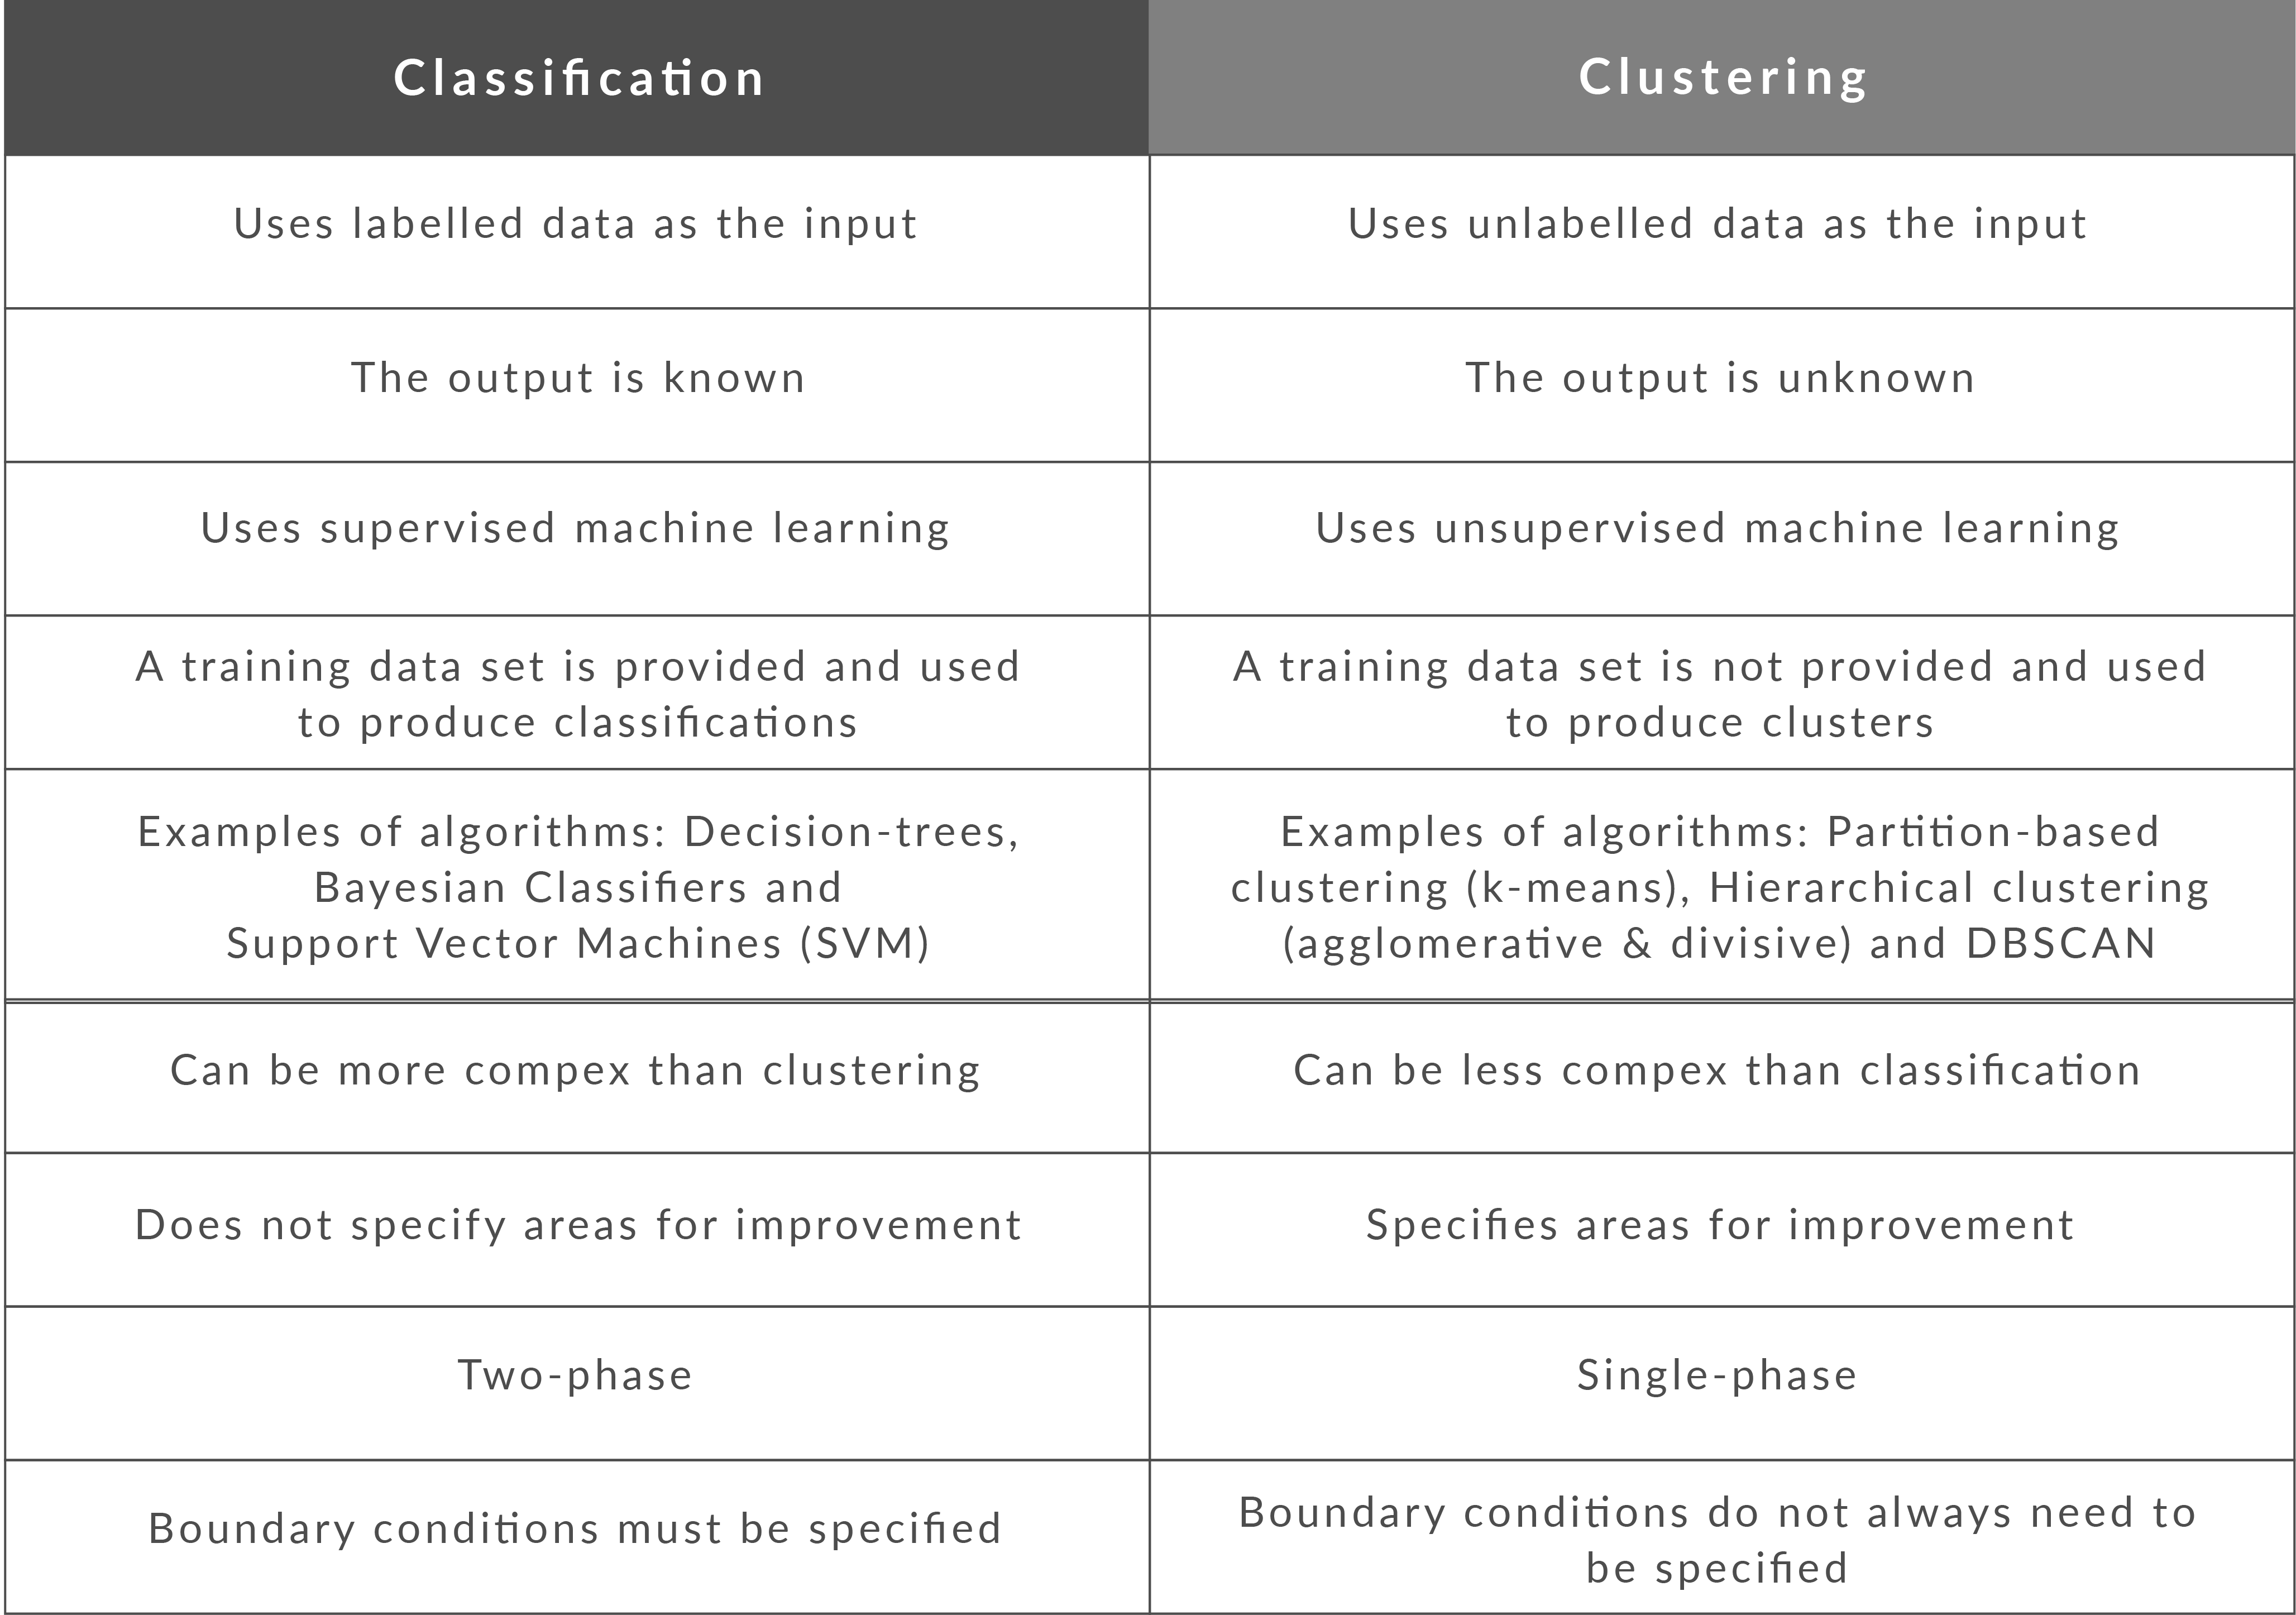 Classification
Clustering
Uses labelled data as the input
Uses unlabelled data as the input
The output is known
The output is unknown
Uses supervised machine learning
Uses unsupervised machine learning
A training data set is provided and used
to produce classifications
A training data set is not provided and used
to produce clusters
Examples of algorithms: Decision-trees,
Bayesian Classifiers and
Support Vector Machines (SVM)
Examples of algorithms: Partition-based
clustering (k-means), Hierarchical clustering
(agglomerative & divisive) and DBSCAN
Can be more compex than clustering
Can be less compex than classification
Does not specify areas for improvement
Specifies areas for improvement
Two-phase
Single-phase
Boundary conditions must be specified
Boundary conditions do not always need to
be specified